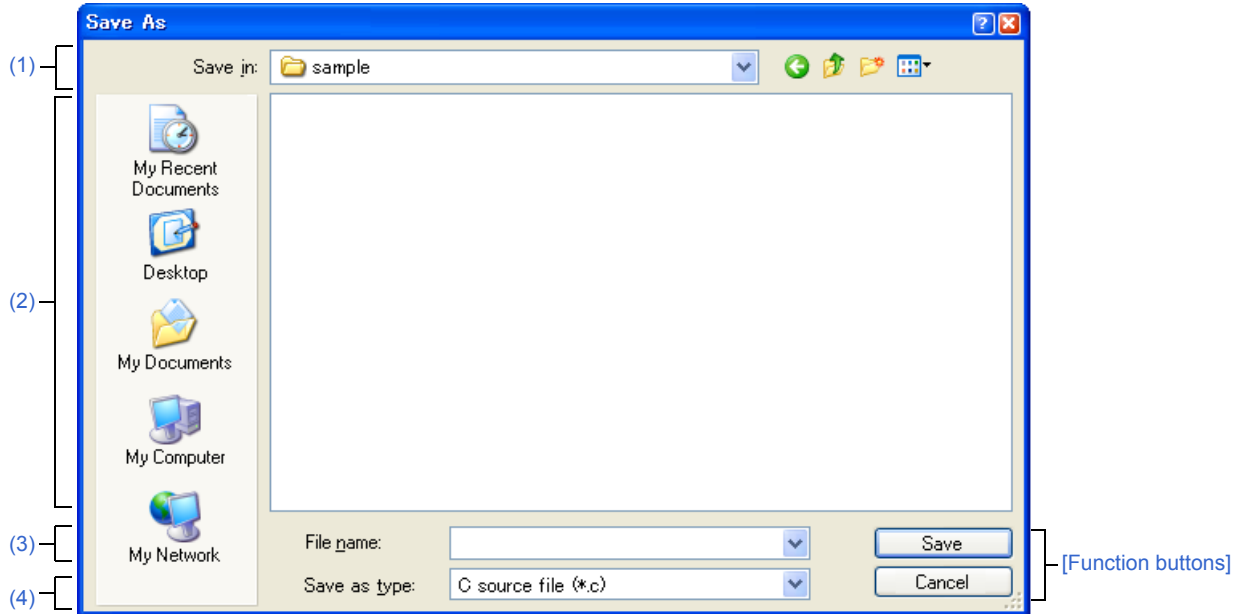 Save As
(1)
Save in:
sample
(2)
My Recent
Documents
Desktop
My Documents
My Computer
My Network
(3)
File name:
Save
[Function buttons]
(4)
Save as type:
C source file (*.c)
Cancel